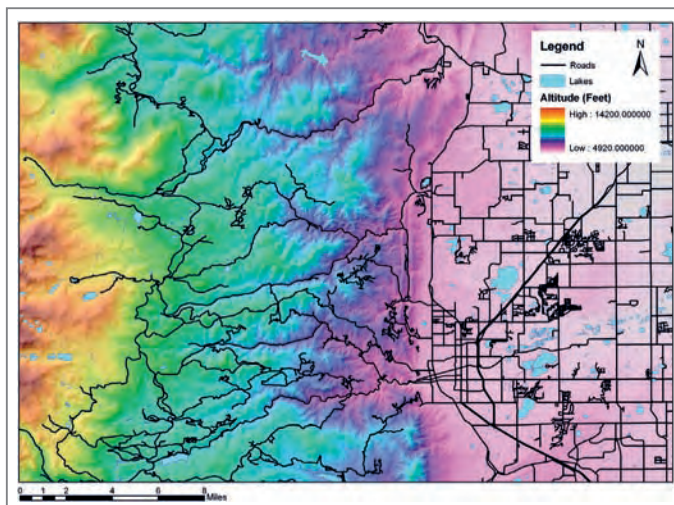 Legend
N
Roads
Lakes
Altitude (Feet)
High : 14200.000000
Low : 4920.000000
0 1 2 4 6 8
Miles